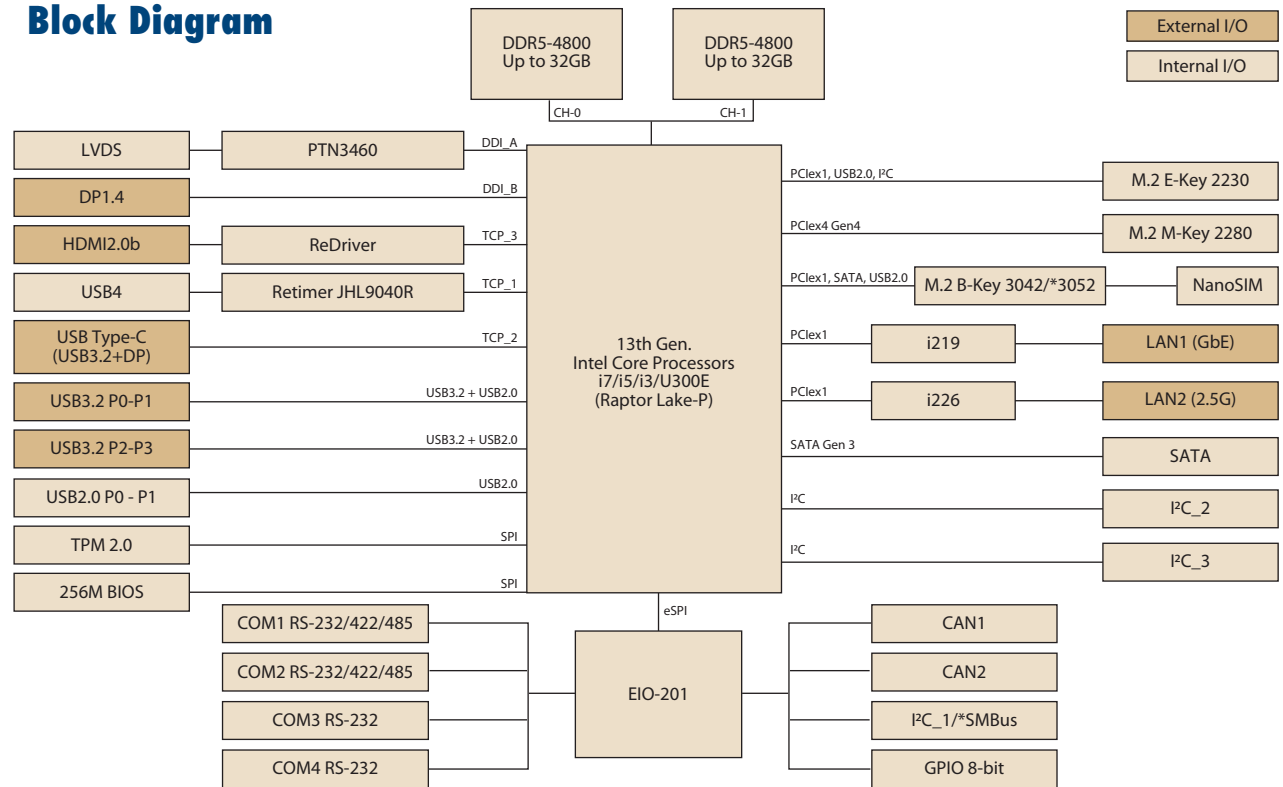 Block Diagram
DDR5-4800
Up to 32GB
DDR5-4800
Up to 32GB
External I/O
Internal I/O
CH-0
CH-1
LVDS
PTN3460
DDI_A
DP1.4
DDI_B
HDMI2.0b
ReDriver
TCP_3
USB4
Retimer JHL9040R
TCP_1
USB Type-C
(USB3.2+DP)
TCP_2
USB3.2 P0-P1
USB3.2 + USB2.0
USB3.2 P2-P3
USB3.2 + USB2.0
USB2.0 P0 - P1
USB2.0
TPM 2.0
SPI
256M BIOS
SPI
13th Gen.
Intel Core Processors
i7/i5/i3/U300E
(Raptor Lake-P)
PCIex1, USB2.0, I²C
M.2 E-Key 2230
PCIex4 Gen4
M.2 M-Key 2280
PCIex1, SATA, USB2.0
M.2 B-Key 3042/*3052
NanoSIM
PCIex1
i219
LAN1 (GbE)
PCIex1
i226
LAN2 (2.5G)
SATA Gen 3
SATA
I²C
I²C_2
I²C
I²C_3
eSPI
COM1 RS-232/422/485
COM2 RS-232/422/485
COM3 RS-232
COM4 RS-232
EIO-201
CAN1
CAN2
I²C_1/*SMBus
GPIO 8-bit